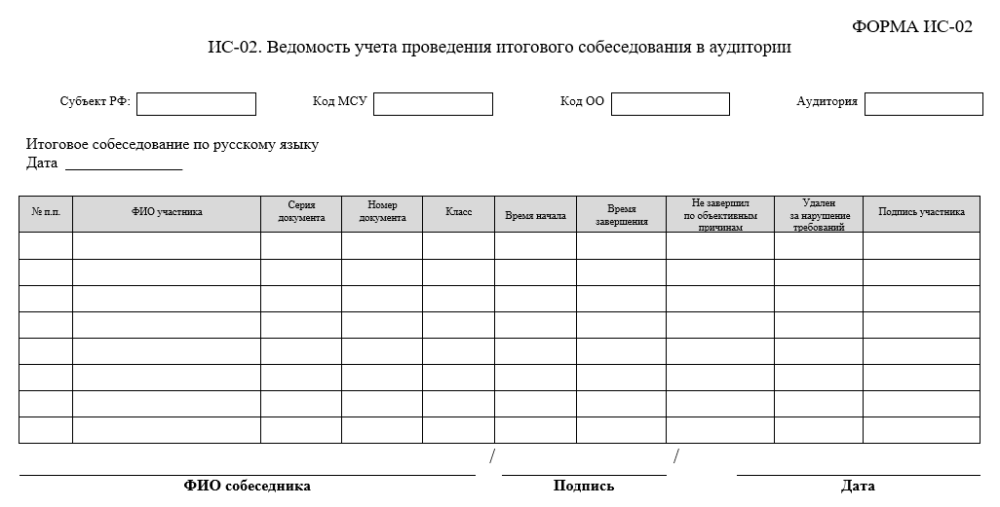 ФОРМА ИС-02
ИС-02. Ведомость учета проведения итогового собеседования в аудитории
Субъект РФ: Код МСУ Код ОО Аудитория
Итоговое собеседование по русскому языку
Дата ________________
№ п.п.
ФИО участника
Серия
документа
Номер
документа
Класс
Время начала
Время
завершения
Не завершил
по объективным
причинам
Удален
за нарушение
требований
Подпись участника
/ /
ФИО собеседника Подпись Дата